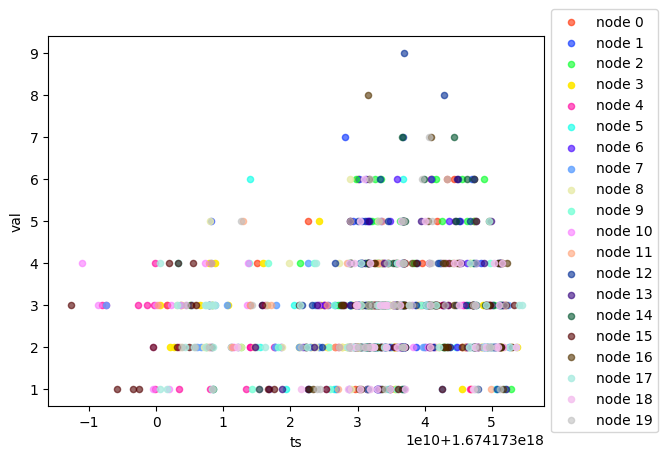 9
8
7
6
5
4
3
2
1
val
−1
0
1
2
3
4
5
ts
1e10+1.674173e18
node 0
node 1
node 2
node 3
node 4
node 5
node 6
node 7
node 8
node 9
node 10
node 11
node 12
node 13
node 14
node 15
node 16
node 17
node 18
node 19